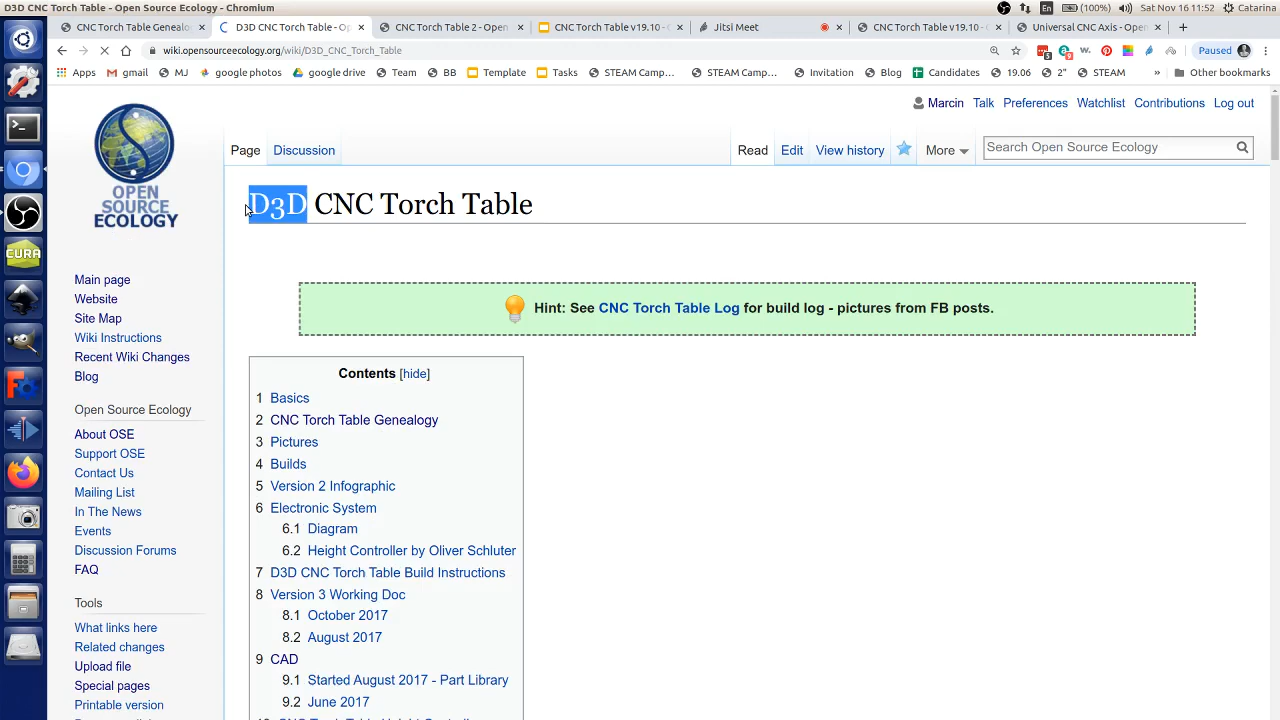 D3D CNC Torch Table - Open Source Ecology - Chromium
En
(100%)
Sat Nov 16 11:52
Catarina
CNC Torch Table Genealo
D3D CNC Torch Table - O
CNC Torch Table 2 - Open
CNC Torch Table v19.10 -
Jitsi Meet
CNC Torch Table v19.10 -
Universal CNC Axis - Open
wiki.opensourceecology.org/wiki/D3D_CNC_Torch_Table
Paused
Apps
gmail
MJ
google photos
google drive
Team
BB
Template
Tasks
STEAM Camp...
STEAM Camp...
Invitation
Blog
Candidates
19.06
2"
STEAM
»
Other bookmarks
Marcin
Talk
Preferences
Watchlist
Contributions
Log out
OPEN
SOURCE
ECOLOGY
Page
Discussion
Read
Edit
View history
More
Search Open Source Ecology
D3D CNC Torch Table
Hint: See CNC Torch Table Log for build log - pictures from FB posts.
Main page
Website
Site Map
Wiki Instructions
Recent Wiki Changes
Blog
Open Source Ecology
About OSE
Support OSE
Contact Us
Mailing List
In The News
Events
Discussion Forums
FAQ
Tools
What links here
Related changes
Upload file
Special pages
Printable version
Contents [hide]
1 Basics
2 CNC Torch Table Genealogy
3 Pictures
4 Builds
5 Version 2 Infographic
6 Electronic System
6.1 Diagram
6.2 Height Controller by Oliver Schluter
7 D3D CNC Torch Table Build Instructions
8 Version 3 Working Doc
8.1 October 2017
8.2 August 2017
9 CAD
9.1 Started August 2017 - Part Library
9.2 June 2017
CURA